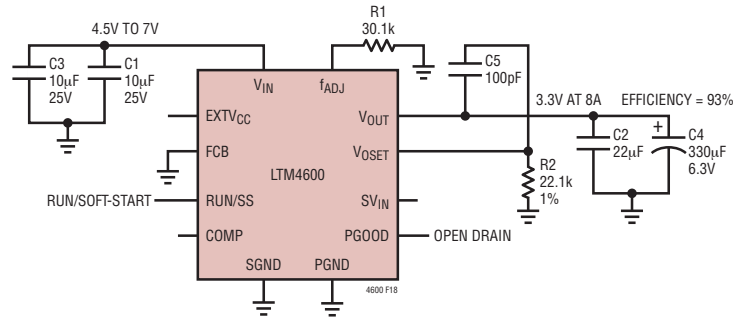 4.5V TO 7V
R1
30.1k
C3
10µF
25V
C1
10µF
25V
C5
100pF
VIN
fADJ
EXTVCC
VOUT
3.3V AT 8A
EFFICIENCY = 93%
FCB
VOSET
C2
22µF
+
C4
330µF
6.3V
LTM4600
R2
22.1k
1%
RUN/SOFT-START
RUN/SS
SVIN
COMP
PGOOD
OPEN DRAIN
SGND
PGND
4600 F18